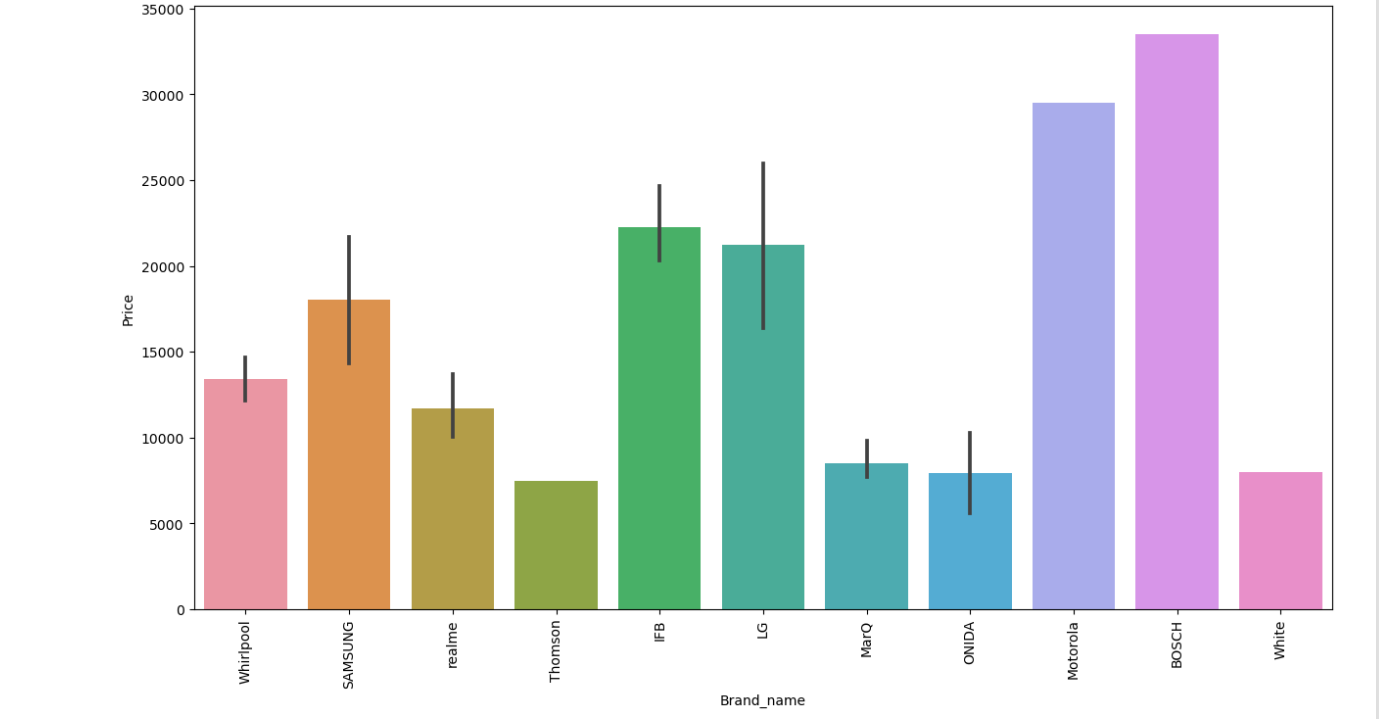 35000
30000
25000
20000
15000
10000
5000
0
Price
Whirlpool
SAMSUNG
realme
Thomson
IFB
LG
MarQ
ONIDA
Motorola
BOSCH
White
Brand_name